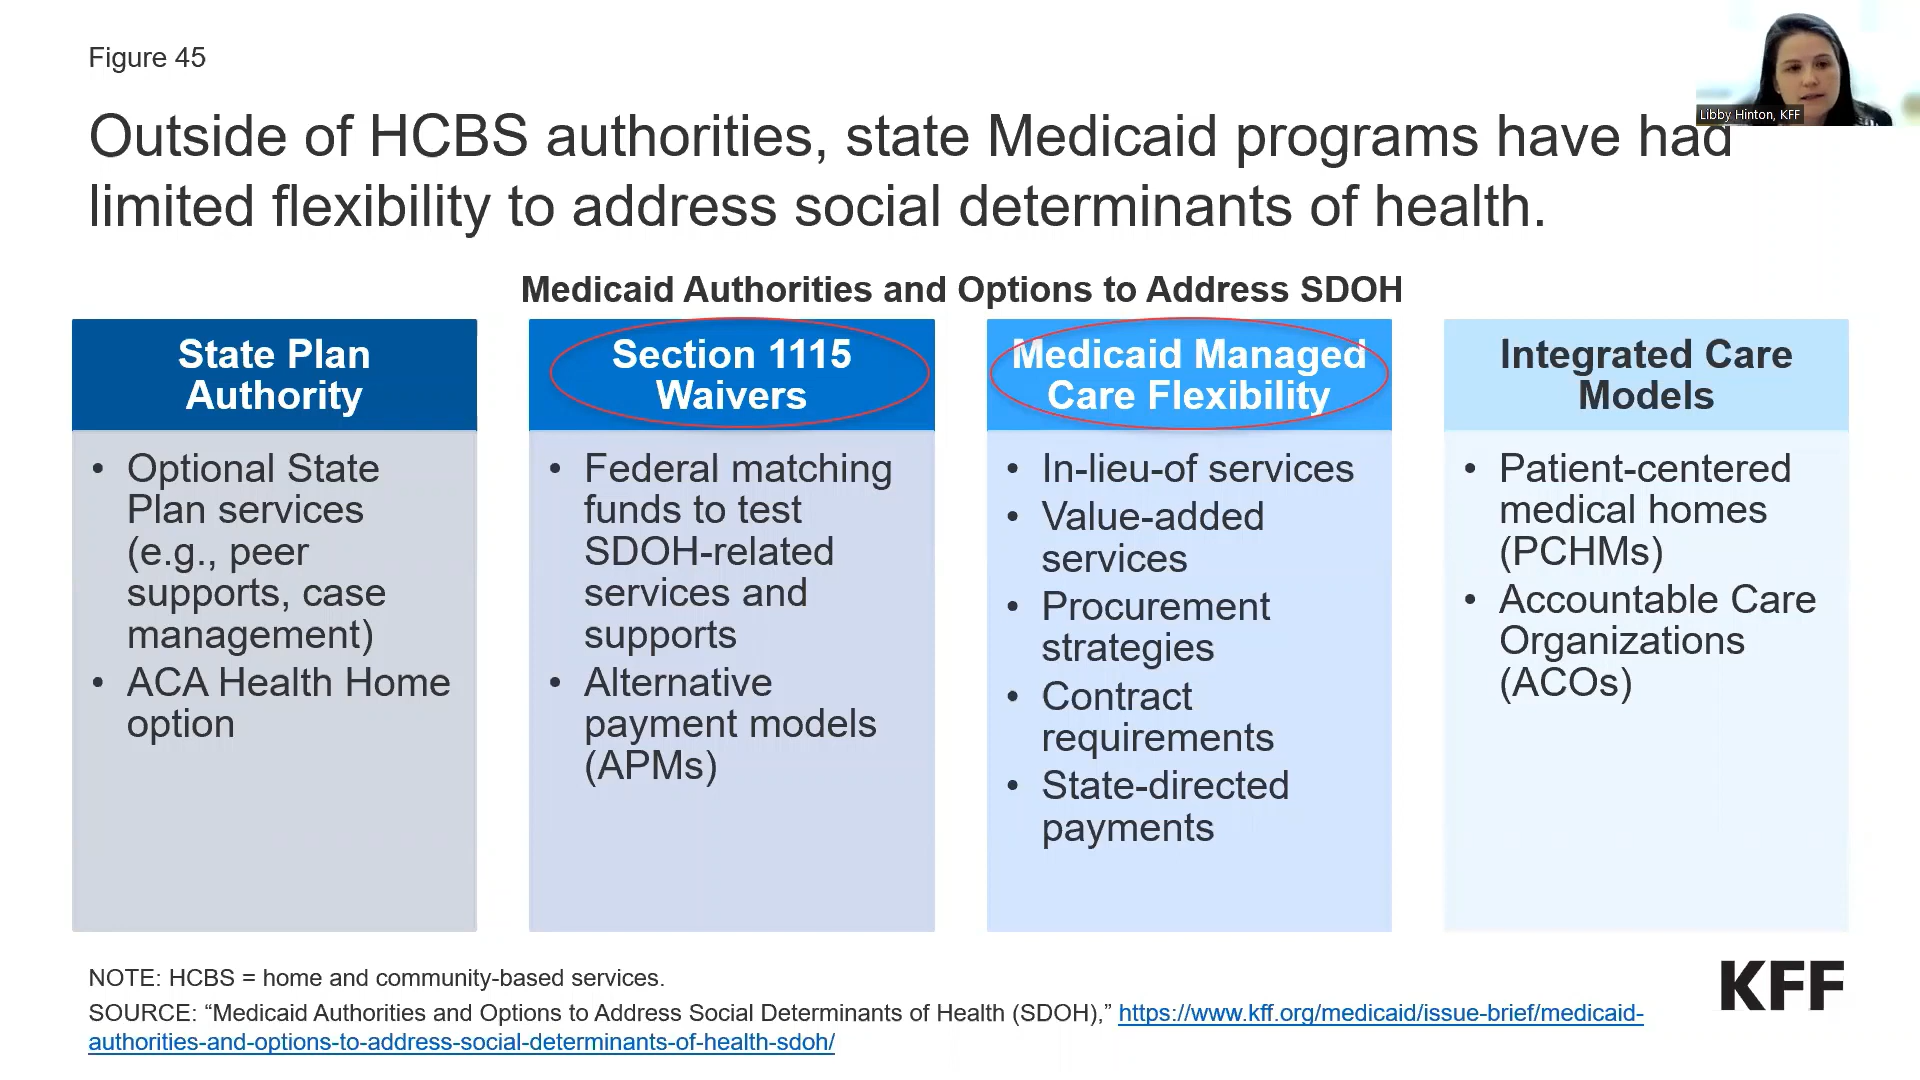 Figure 45
Libby Hinton, KFF
Outside of HCBS authorities, state Medicaid programs have had
limited flexibility to address social determinants of health.
Medicaid Authorities and Options to Address SDOH
State Plan
Authority
• Optional State
Plan services
(e.g., peer
supports, case
management)
• ACA Health Home
option
Section 1115
Waivers
• Federal matching
funds to test
SDOH-related
services and
supports
• Alternative
payment models
(APMs)
Medicaid Managed
Care Flexibility
• In-lieu-of services
• Value-added
services
• Procurement
strategies
• Contract
requirements
• State-directed
payments
Integrated Care
Models
• Patient-centered
medical homes
(PCHMs)
• Accountable Care
Organizations
(ACOs)
NOTE: HCBS = home and community-based services.
SOURCE: “Medicaid Authorities and Options to Address Social Determinants of Health (SDOH),” https://www.kff.org/medicaid/issue-brief/medicaid-
authorities-and-options-to-address-social-determinants-of-health-sdoh/
KFF